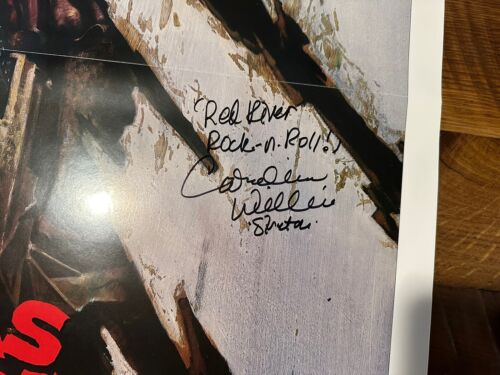 "Red River
Rock-n-Roll!"
Caroline
Williams
"Stretch"
S